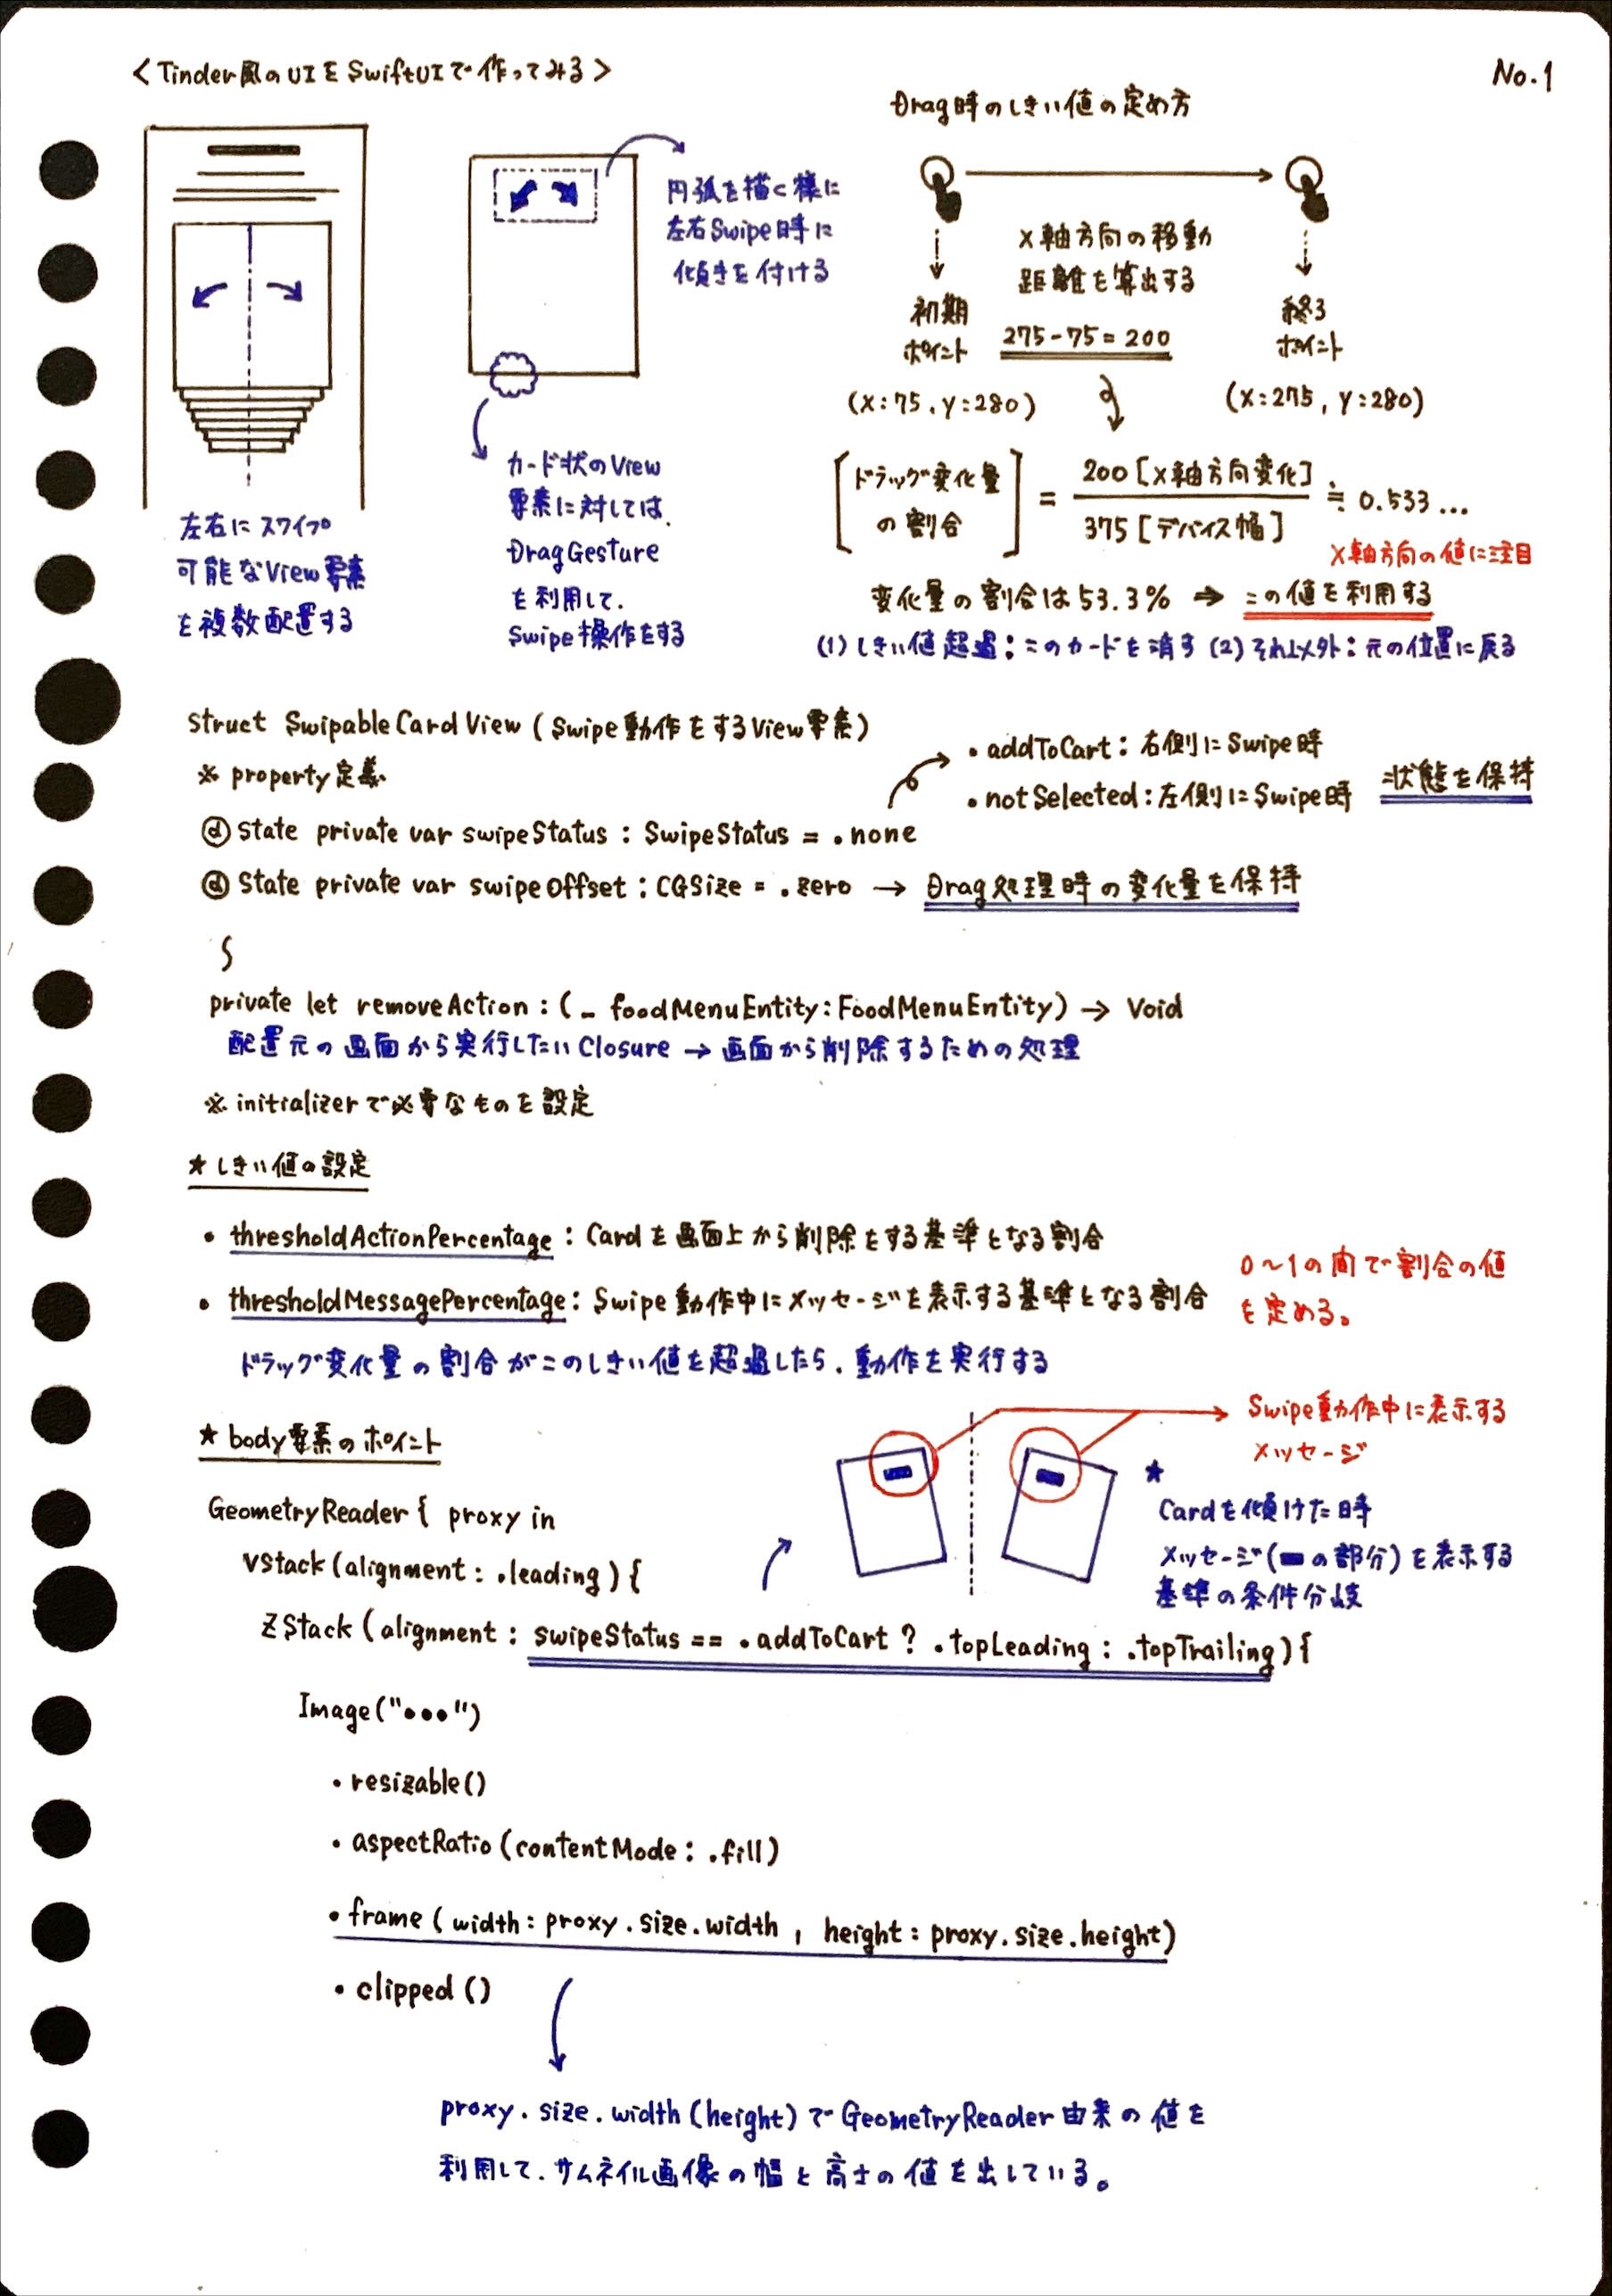 <Tinder風のUIをSwiftUIで作ってみる>
No.1
左右にスワイプ
可能なView要素
を複数配置する
円弧を描く様に
左右Swipe時に
傾きを付ける
カード状のView
要素に対しては、
DragGesture
を利用して、
Swipe操作をする
Drag時のしきい値の定め方
X軸方向の移動
距離を算出する
275-75=200
初期
ポイント
(X:75, Y:280)
終了
ポイント
(X:275, Y:280)
[ドラッグ変化量
の割合] = 200[X軸方向変化] / 375[デバイス幅] ≒ 0.533...
X軸方向の値に注目
変化量の割合は53.3% ⇒ この値を利用する
(1)しきい値超過:このカードを消す (2)それ以外:元の位置に戻る
struct SwipableCardView (Swipe動作をするView要素)
※ property定義
・addToCart: 右側にSwipe時
・notSelected: 左側にSwipe時
状態を保持
@State private var swipeStatus : SwipeStatus = .none
@State private var swipeOffset : CGSize = .zero → Drag処理時の変化量を保持
private let removeAction : (_ foodMenuEntity: FoodMenuEntity) → Void
配置元の画面から実行したいClosure → 画面から削除するための処理
※ initializerで必要なものを設定
★ しきい値の設定
・thresholdActionPercentage : Cardを画面上から削除をする基準となる割合
・thresholdMessagePercentage : Swipe動作中にメッセージを表示する基準となる割合
0〜1の間で割合の値
を定める。
ドラッグ変化量の割合がこのしきい値を超過したら、動作を実行する
★ body要素のポイント
Swipe動作中に表示する
メッセージ
★
Cardを傾けた時
メッセージ(▬の部分)を表示する
基準の条件分岐
GeometryReader { proxy in
VStack (alignment : .leading) {
ZStack (alignment : swipeStatus == .addToCart ? .topLeading : .topTrailing) {
Image("•••")
.resizable()
.aspectRatio (contentMode : .fill)
.frame ( width : proxy.size.width , height : proxy.size.height)
.clipped ()
proxy.size.width (height) で GeometryReader 由来の値を
利用して、サムネイル画像の幅と高さの値を出している。